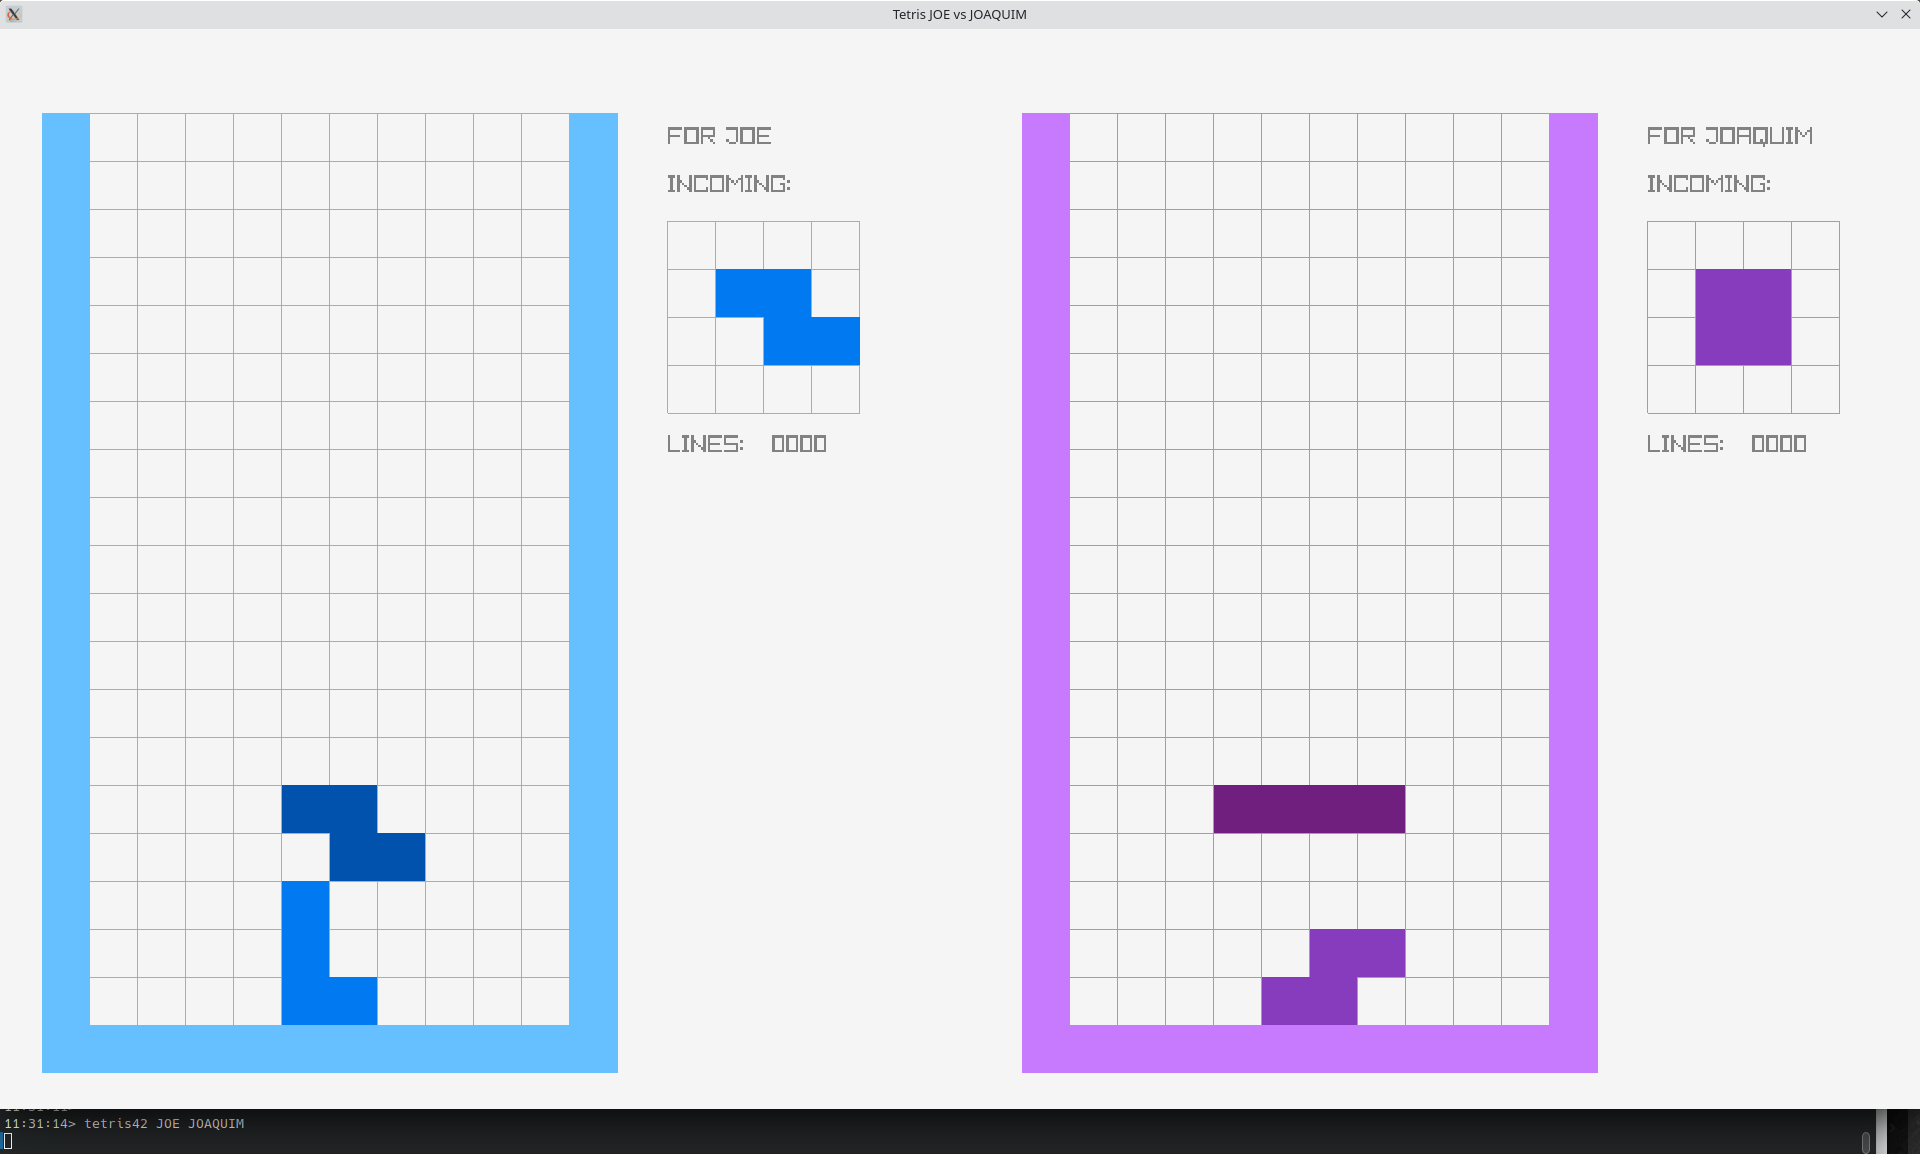 Tetris JOE vs JOAQUIM
FOR JOE
INCOMING:
LINES: 0000
FOR JOAQUIM
INCOMING:
LINES: 0000
11:31:14> tetris42 JOE JOAQUIM